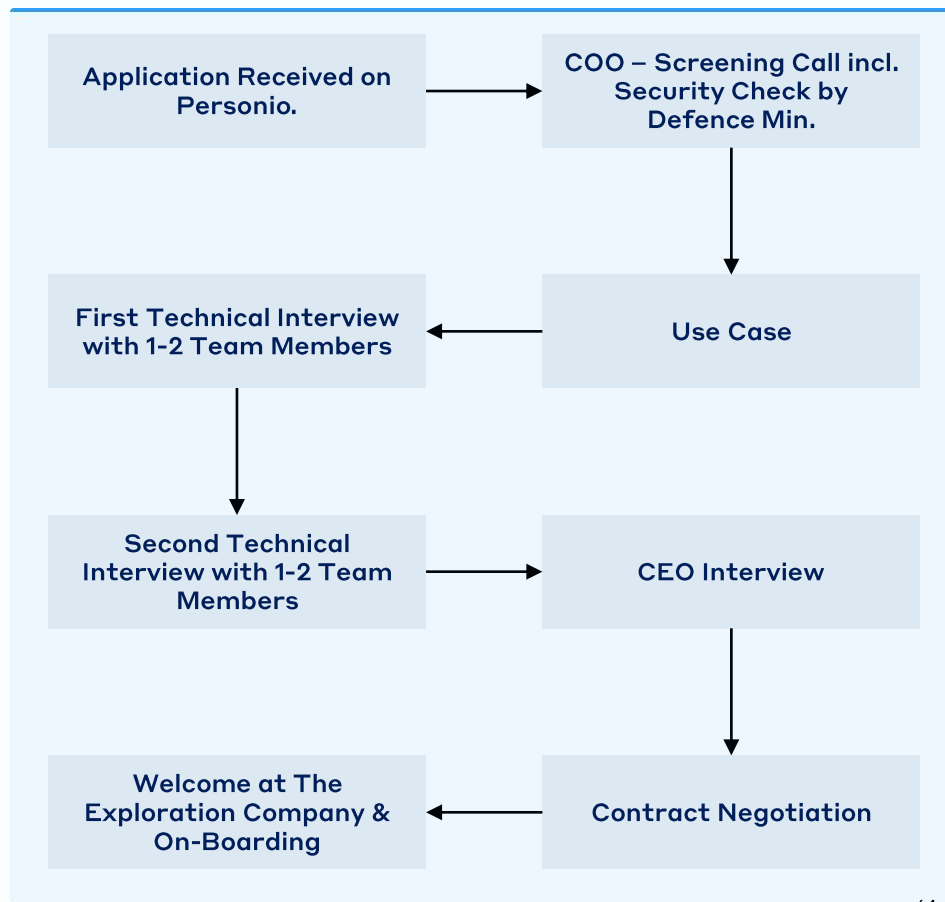 Application Received on
Personio.
COO – Screening Call incl.
Security Check by
Defence Min.
Use Case
First Technical Interview
with 1-2 Team Members
Second Technical
Interview with 1-2 Team
Members
CEO Interview
Contract Negotiation
Welcome at The
Exploration Company &
On-Boarding